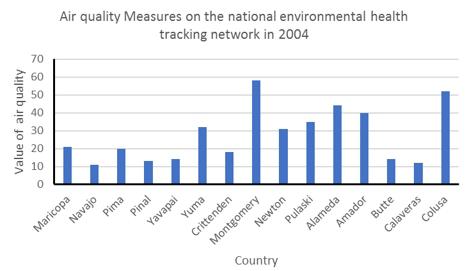 Air quality Measures on the national environmental health
tracking network in 2004
Value of air quality
70
60
50
40
30
20
10
0
Maricopa
Navajo
Pima
Pinal
Yavapai
Yuma
Crittenden
Montgomery
Newton
Pulaski
Alameda
Amador
Butte
Calaveras
Colusa
Country